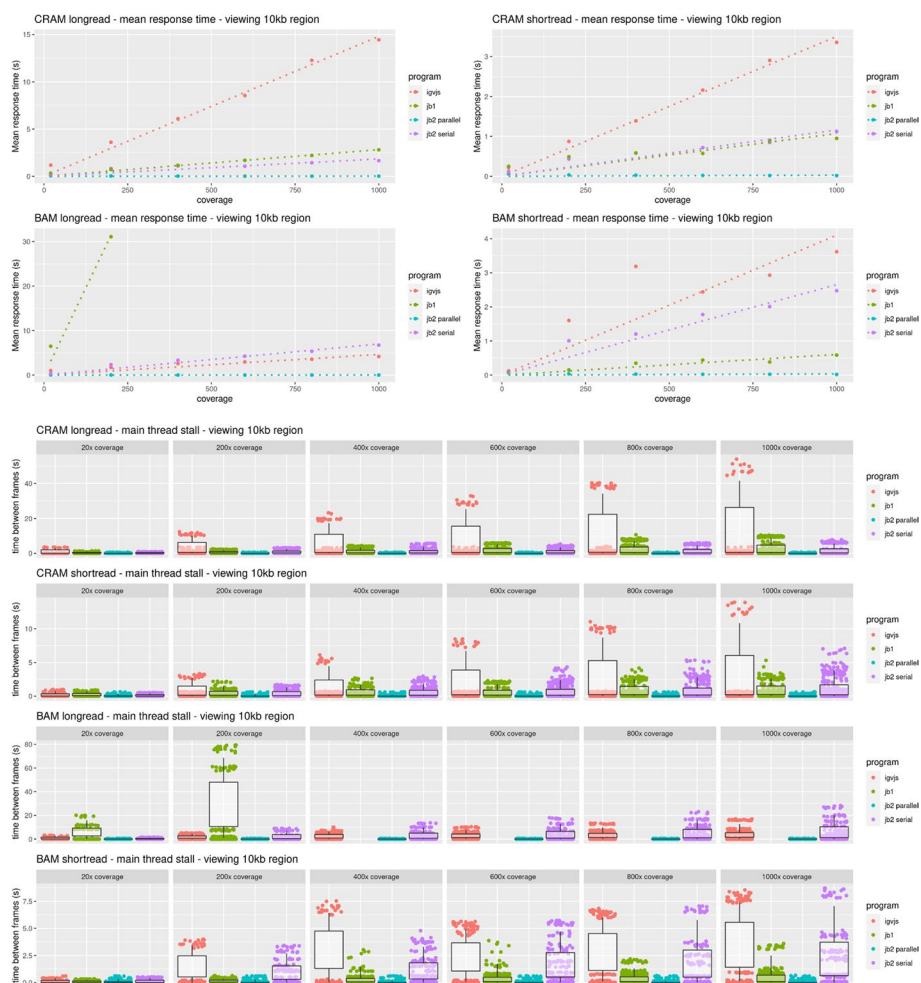 CRAM longread - mean response time - viewing 10kb region
Mean response time (s)
15
10
5
0
0
250
500
750
1000
coverage
program
igvjs
jb1
jb2 parallel
jb2 serial
CRAM shortread - mean response time - viewing 10kb region
Mean response time (s)
3
2
1
0
0
250
500
750
1000
coverage
program
igvjs
jb1
jb2 parallel
jb2 serial
BAM longread - mean response time - viewing 10kb region
Mean response time (s)
30
20
10
0
0
250
500
750
1000
coverage
program
igvjs
jb1
jb2 parallel
jb2 serial
BAM shortread - mean response time - viewing 10kb region
Mean response time (s)
4
3
2
1
0
0
250
500
750
1000
coverage
program
igvjs
jb1
jb2 parallel
jb2 serial
CRAM longread - main thread stall - viewing 10kb region
20x coverage
200x coverage
400x coverage
600x coverage
800x coverage
1000x coverage
time between frames (s)
40
20
0
program
igvjs
jb1
jb2 parallel
jb2 serial
CRAM shortread - main thread stall - viewing 10kb region
20x coverage
200x coverage
400x coverage
600x coverage
800x coverage
1000x coverage
time between frames (s)
10
5
0
program
igvjs
jb1
jb2 parallel
jb2 serial
BAM longread - main thread stall - viewing 10kb region
20x coverage
200x coverage
400x coverage
600x coverage
800x coverage
1000x coverage
time between frames (s)
80
60
40
20
0
program
igvjs
jb1
jb2 parallel
jb2 serial
BAM shortread - main thread stall - viewing 10kb region
20x coverage
200x coverage
400x coverage
600x coverage
800x coverage
1000x coverage
time between frames (s)
7.5
5.0
2.5
0.0
program
igvjs
jb1
jb2 parallel
jb2 serial